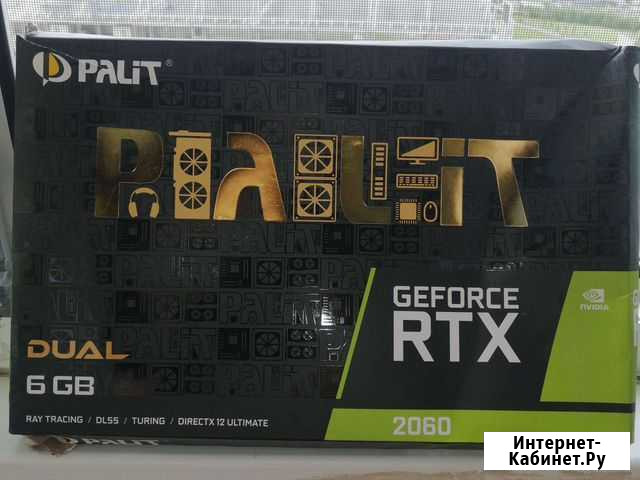 PALIT®
PALIT
GEFORCE
RTX
NVIDIA
DUAL
6 GB
RAY TRACING / DLSS / TURING / DIRECTX 12 ULTIMATE
2060
PALIT
Интернет-
Кабинет.Ру